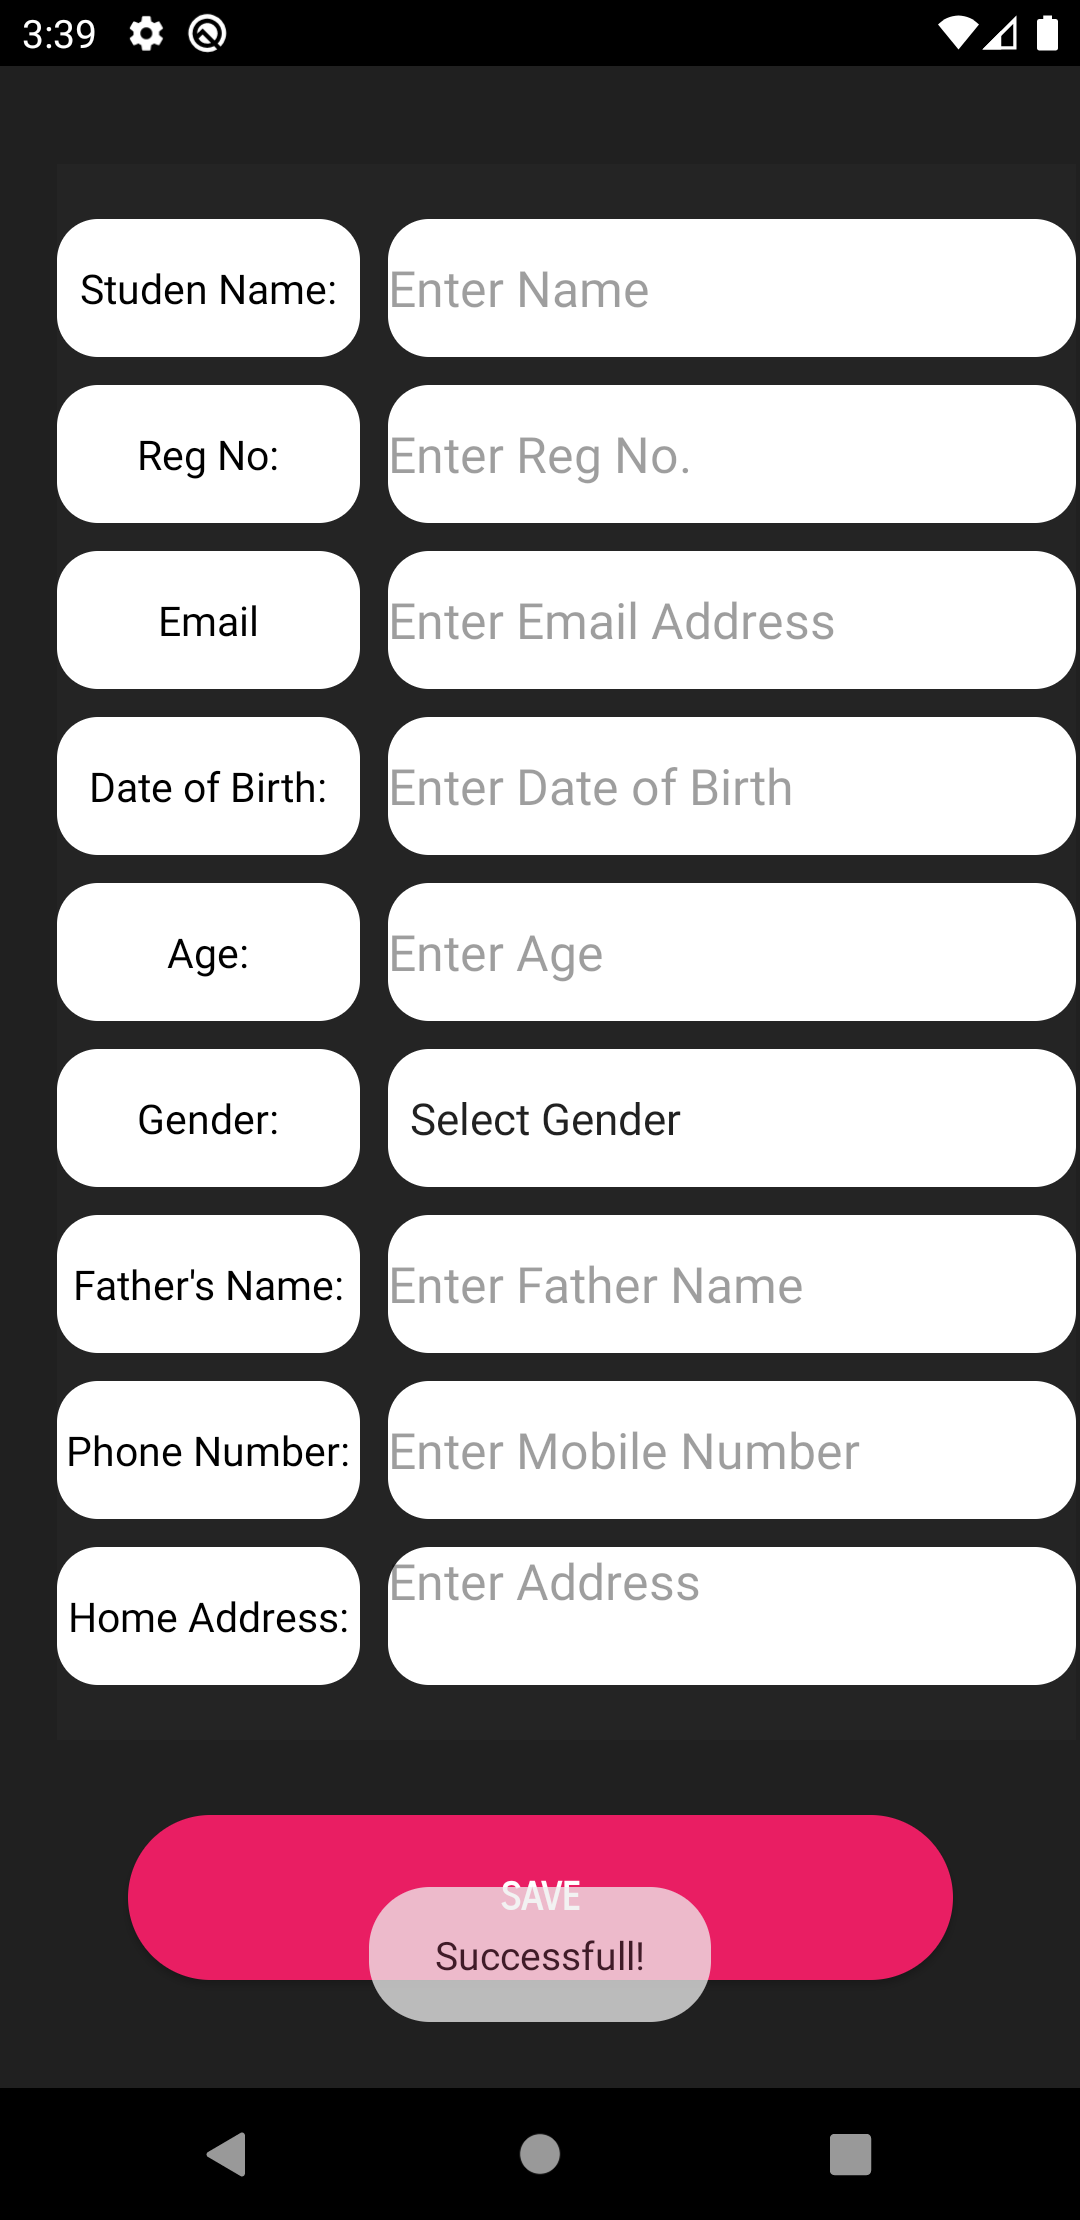 3:39
Studen Name:
Enter Name
Reg No:
Enter Reg No.
Email
Enter Email Address
Date of Birth:
Enter Date of Birth
Age:
Enter Age
Gender:
Select Gender
Father's Name:
Enter Father Name
Phone Number:
Enter Mobile Number
Home Address:
Enter Address
SAVE
Successfull!